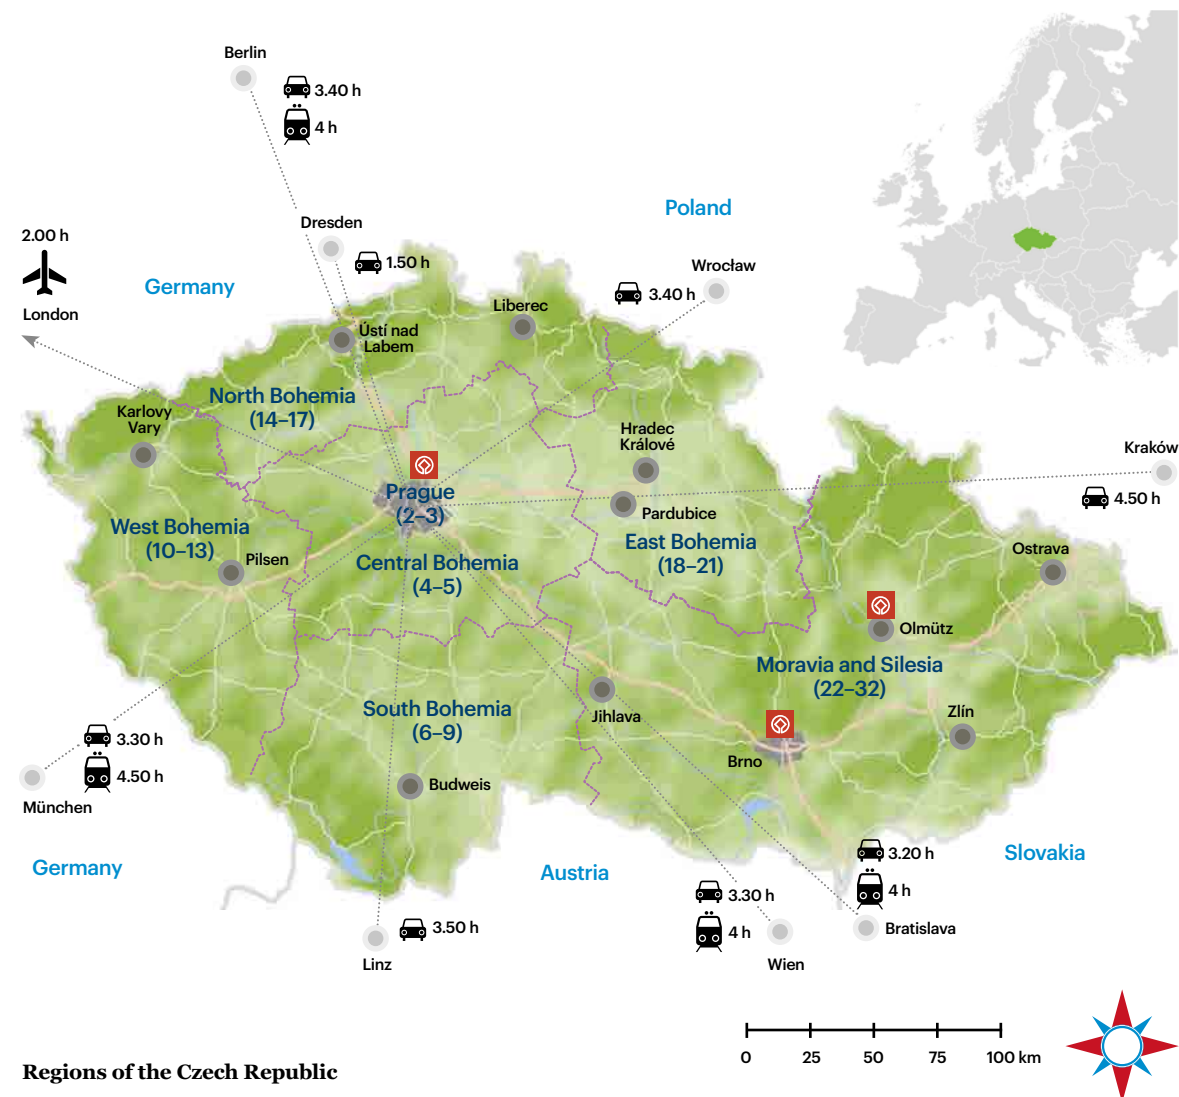 Berlin
3.40 h
4 h
Dresden
1.50 h
Poland
2.00 h
London
Germany
Wrocław
3.40 h
Liberec
Ústí nad
Labem
North Bohemia
(14–17)
Karlovy
Vary
Hradec
Králové
Kraków
4.50 h
Prague
(2–3)
Pardubice
West Bohemia
(10–13)
Pilsen
Central Bohemia
(4–5)
East Bohemia
(18–21)
Ostrava
Olmütz
Moravia and Silesia
(22–32)
South Bohemia
(6–9)
Jihlava
Zlín
Brno
3.30 h
4.50 h
München
Budweis
Germany
Austria
Slovakia
3.20 h
4 h
Bratislava
3.30 h
4 h
Wien
3.50 h
Linz
0 25 50 75 100 km
Regions of the Czech Republic